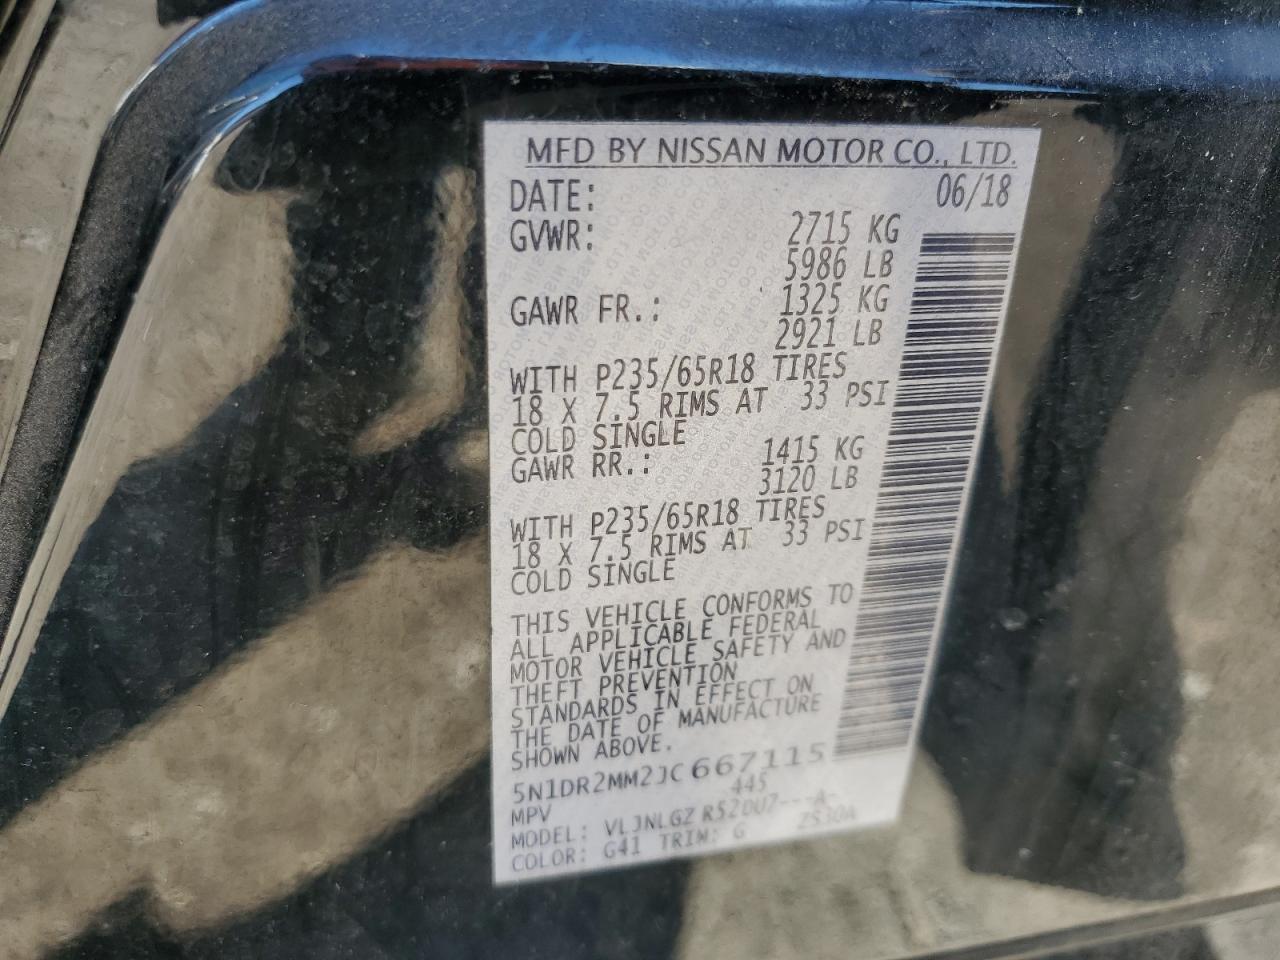 MFD BY NISSAN MOTOR CO., LTD.
DATE: 06/18
GVWR: 2715 KG
5986 LB
GAWR FR.: 1325 KG
2921 LB
WITH P235/65R18 TIRES
18 X 7.5 RIMS AT 33 PSI
COLD SINGLE
GAWR RR.: 1415 KG
3120 LB
WITH P235/65R18 TIRES
18 X 7.5 RIMS AT 33 PSI
COLD SINGLE
THIS VEHICLE CONFORMS TO
ALL APPLICABLE FEDERAL
MOTOR VEHICLE SAFETY AND
THEFT PREVENTION
STANDARDS IN EFFECT ON
THE DATE OF MANUFACTURE
SHOWN ABOVE.
5N1DR2MM2JC667115
MPV 445
MODEL: VLJNLGZ R52DU7---A-
COLOR: G41 TRIM: G ZS30A